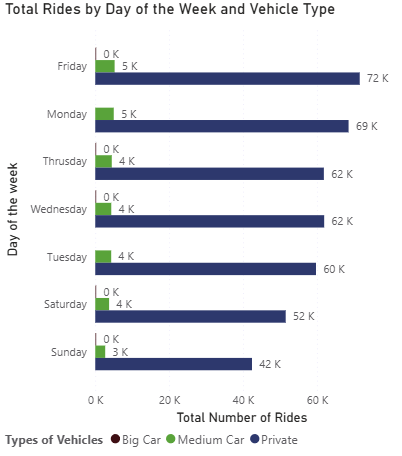 Total Rides by Day of the Week and Vehicle Type
Day of the week
0 K
Friday 5 K
72 K
Monday 5 K
69 K
0 K
Thrusday 4 K
62 K
0 K
Wednesday 4 K
62 K
Tuesday 4 K
60 K
0 K
Saturday 4 K
52 K
0 K
Sunday 3 K
42 K
0 K 20 K 40 K 60 K
Total Number of Rides
Types of Vehicles Big Car Medium Car Private